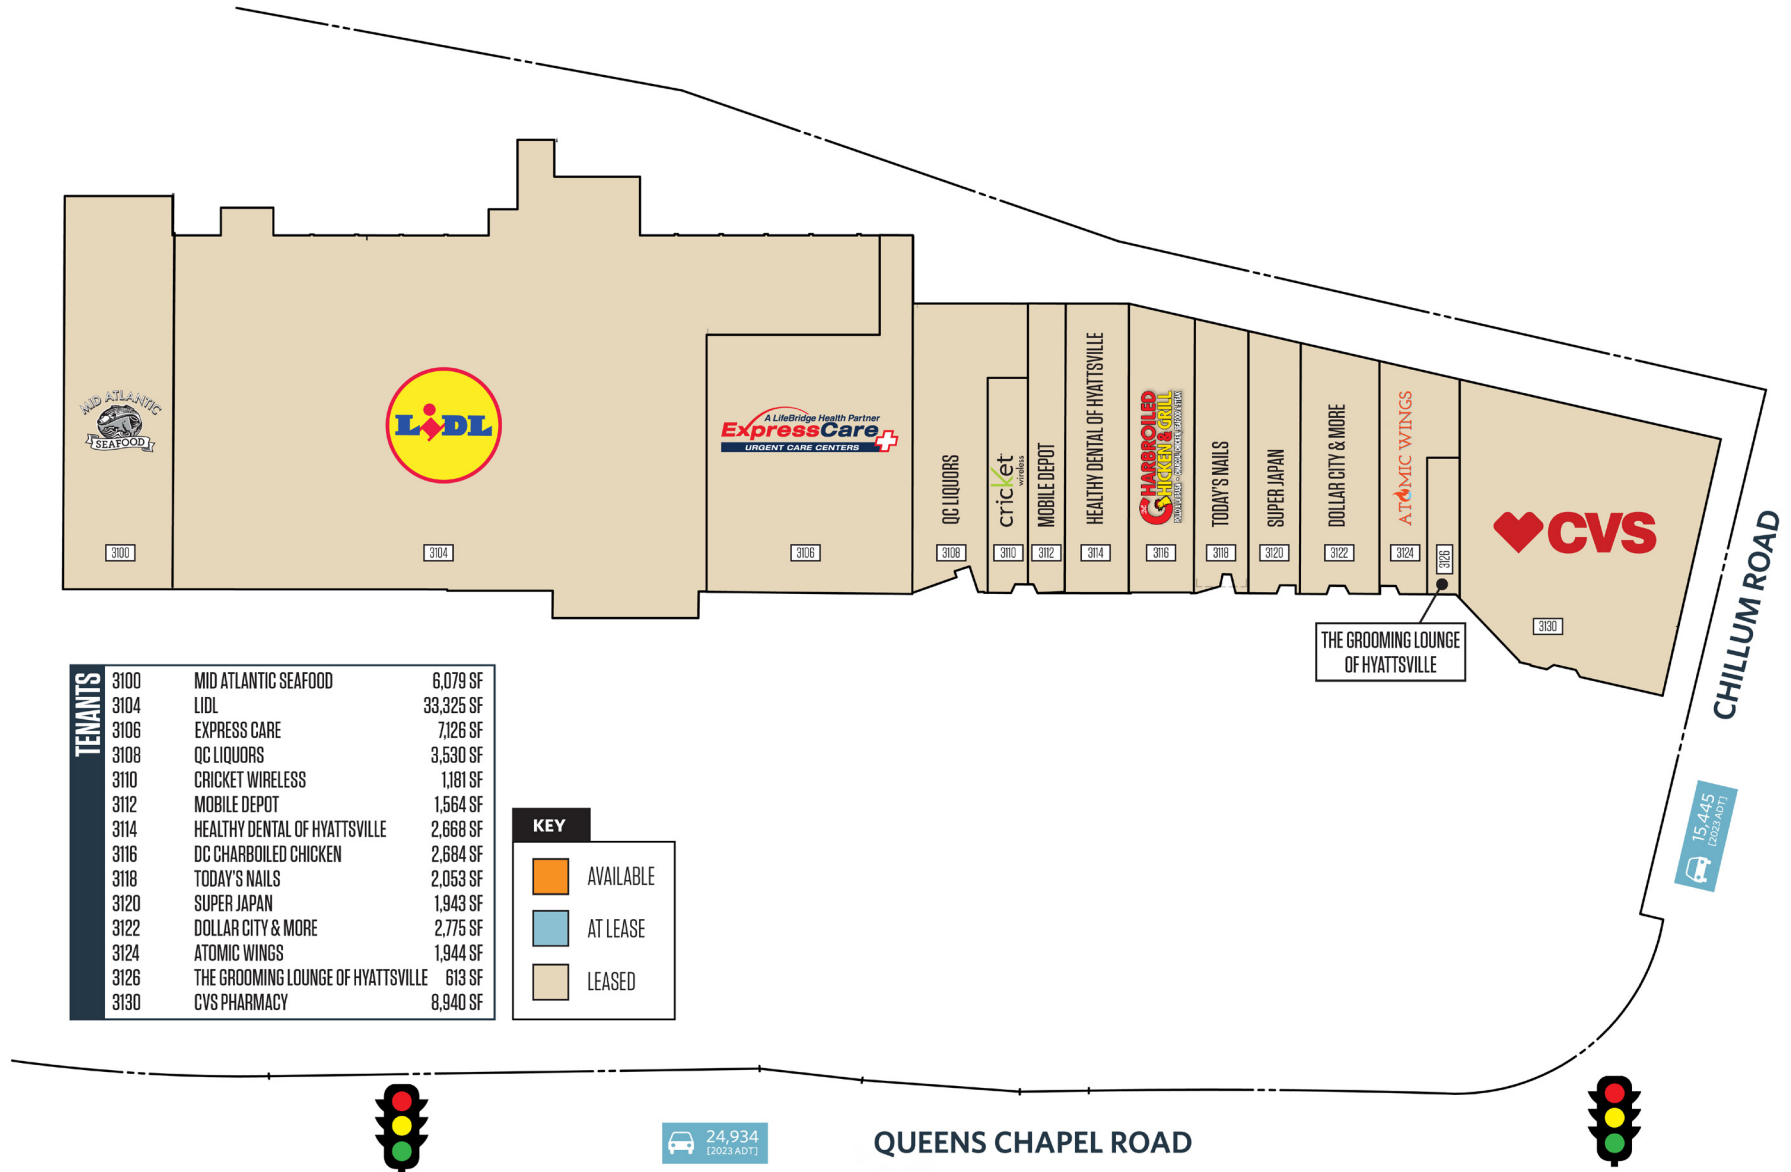 MID ATLANTIC
SEAFOOD
3100
LIDL
3104
A LifeBridge Health Partner
ExpressCare
URGENT CARE CENTERS
3106
QC LIQUORS
3108
cricket
wireless
3110
MOBILE DEPOT
3112
HEALTHY DENTAL OF HYATTSVILLE
3114
DC CHARBROILED
CHICKEN & GRILL
3116
TODAY'S NAILS
3118
SUPER JAPAN
3120
DOLLAR CITY & MORE
3122
ATOMIC WINGS
3124
3126
THE GROOMING LOUNGE
OF HYATTSVILLE
CVS
3130
CHILLUM ROAD
15,445
[2023 ADT]
TENANTS
3100 MID ATLANTIC SEAFOOD 6,079 SF
3104 LIDL 33,325 SF
3106 EXPRESS CARE 7,126 SF
3108 QC LIQUORS 3,530 SF
3110 CRICKET WIRELESS 1,181 SF
3112 MOBILE DEPOT 1,564 SF
3114 HEALTHY DENTAL OF HYATTSVILLE 2,668 SF
3116 DC CHARBOILED CHICKEN 2,684 SF
3118 TODAY'S NAILS 2,053 SF
3120 SUPER JAPAN 1,943 SF
3122 DOLLAR CITY & MORE 2,775 SF
3124 ATOMIC WINGS 1,944 SF
3126 THE GROOMING LOUNGE OF HYATTSVILLE 613 SF
3130 CVS PHARMACY 8,940 SF
KEY
AVAILABLE
AT LEASE
LEASED
24,934
[2023 ADT]
QUEENS CHAPEL ROAD